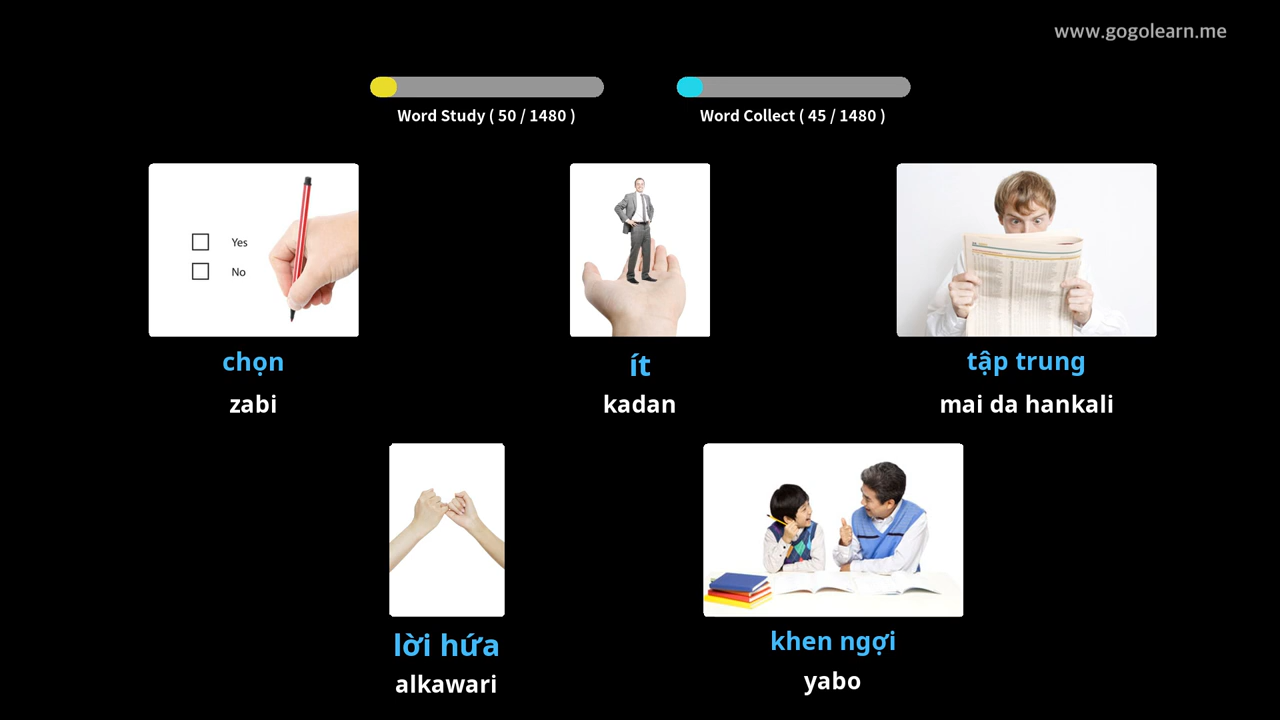 www.gogolearn.me
Word Study ( 50 / 1480 )
Word Collect ( 45 / 1480 )
Yes
No
chọn
zabi
ít
kadan
tập trung
mai da hankali
lời hứa
alkawari
khen ngợi
yabo